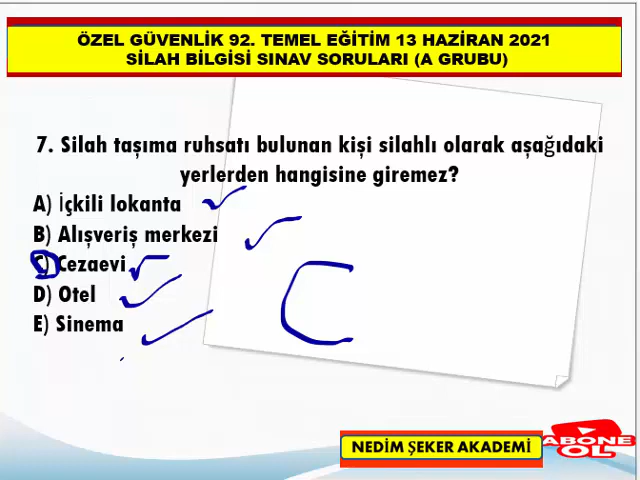 ÖZEL GÜVENLİK 92. TEMEL EĞİTİM 13 HAZİRAN 2021
SİLAH BİLGİSİ SINAV SORULARI (A GRUBU)
7. Silah taşıma ruhsatı bulunan kişi silahlı olarak aşağıdaki
yerlerden hangisine giremez?
A) İçkili lokanta
B) Alışveriş merkezi
C) Cezaevi
D) Otel
E) Sinema
C
NEDİM ŞEKER AKADEMİ
ABONE
OL